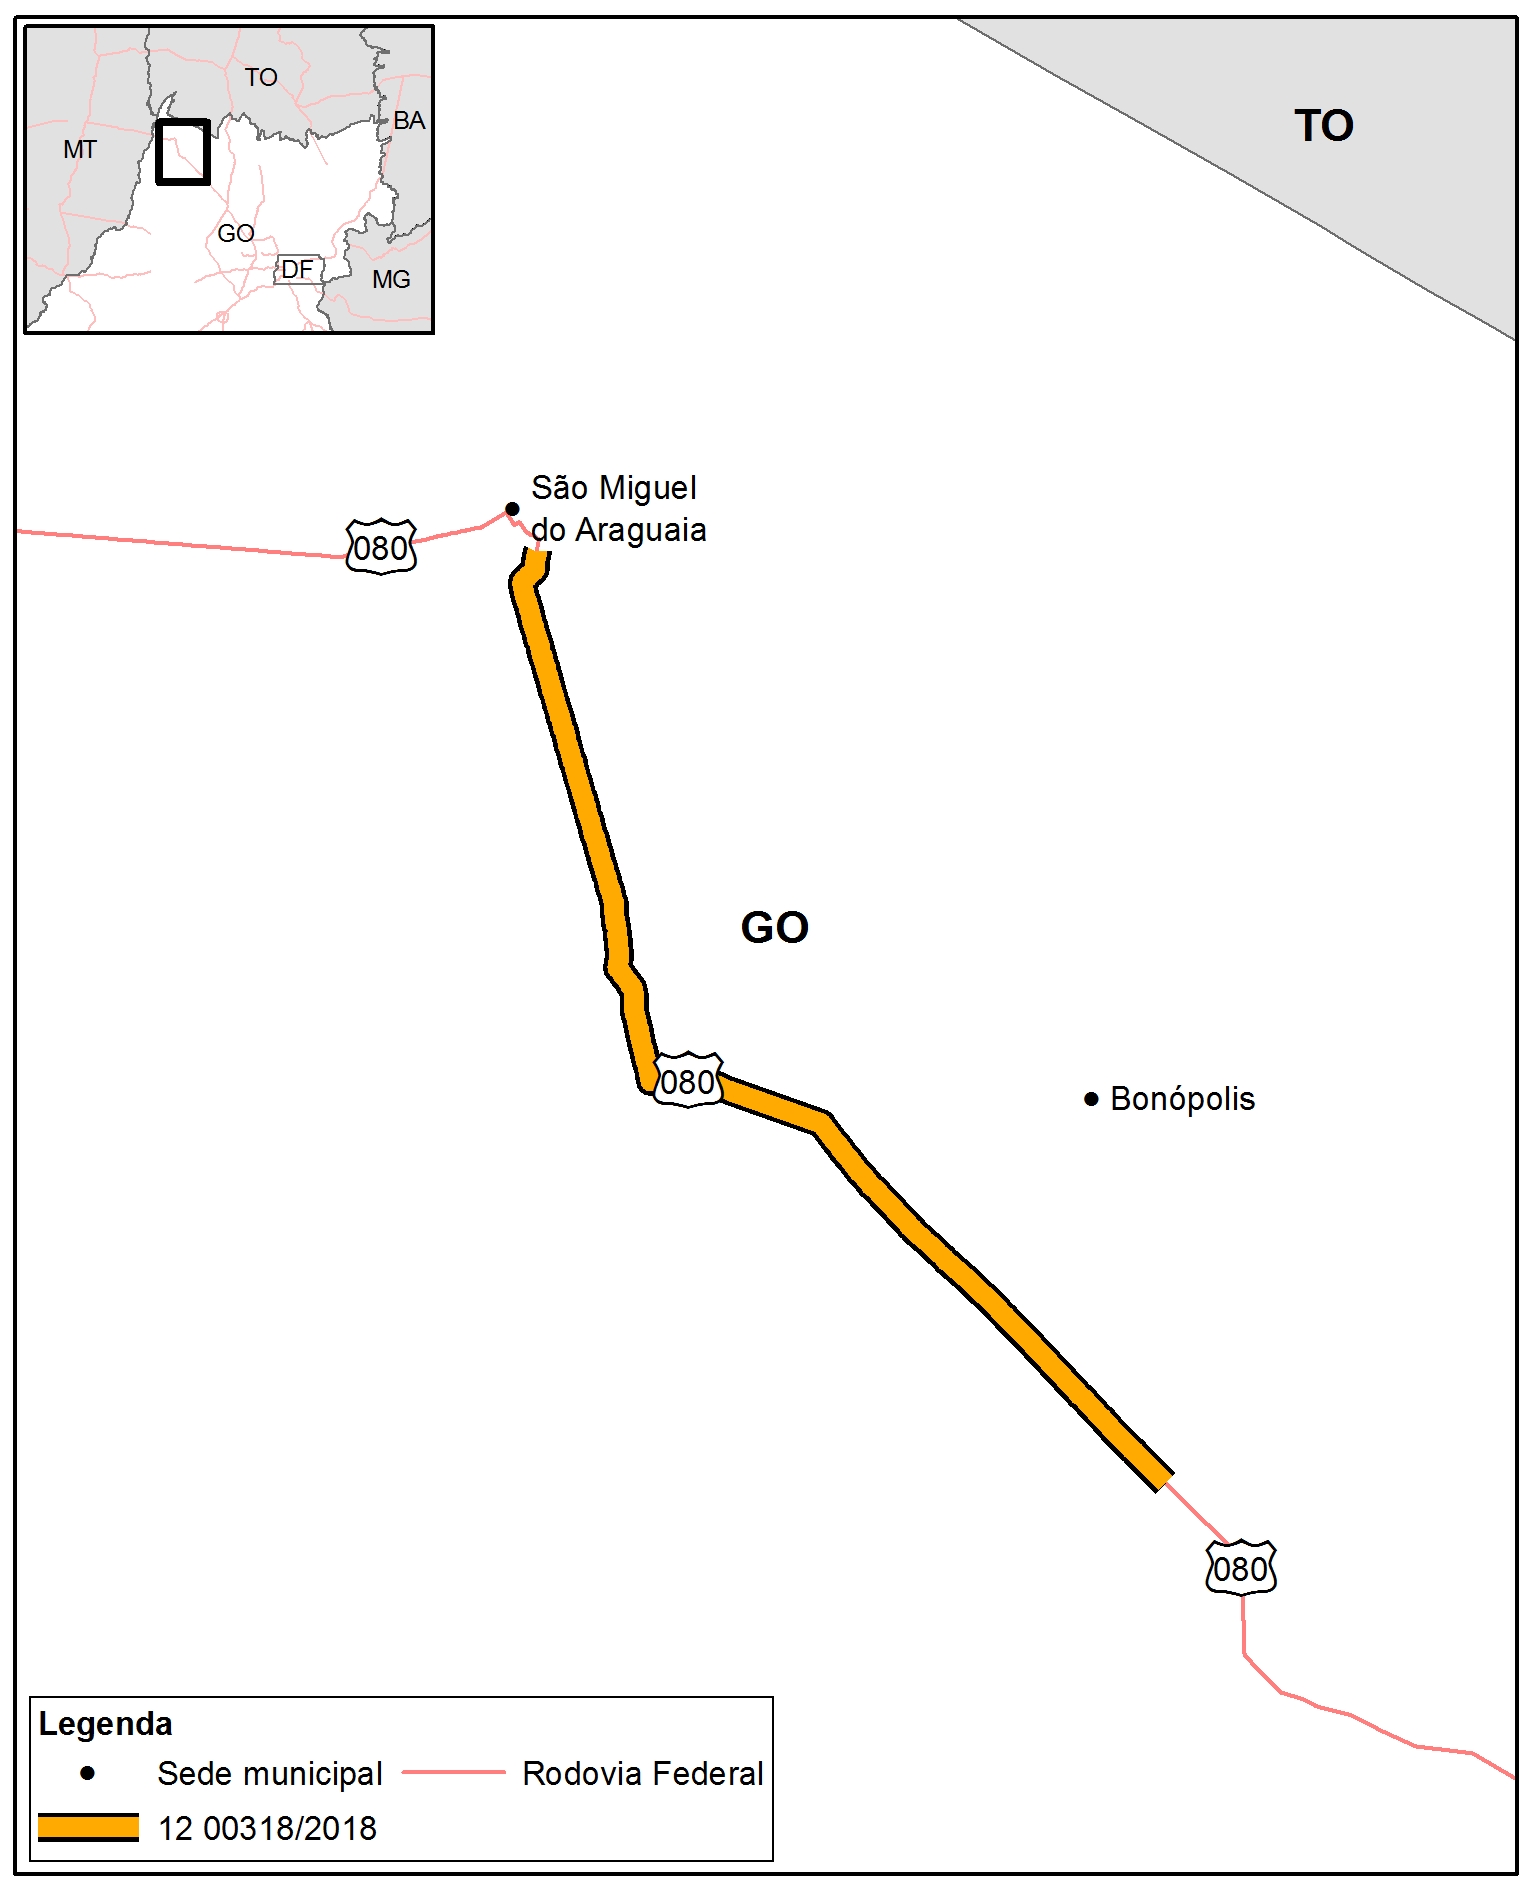 TO
BA
MT
GO
DF
MG
TO
São Miguel
do Araguaia
080
GO
080
Bonópolis
080
Legenda
Sede municipal
Rodovia Federal
12 00318/2018